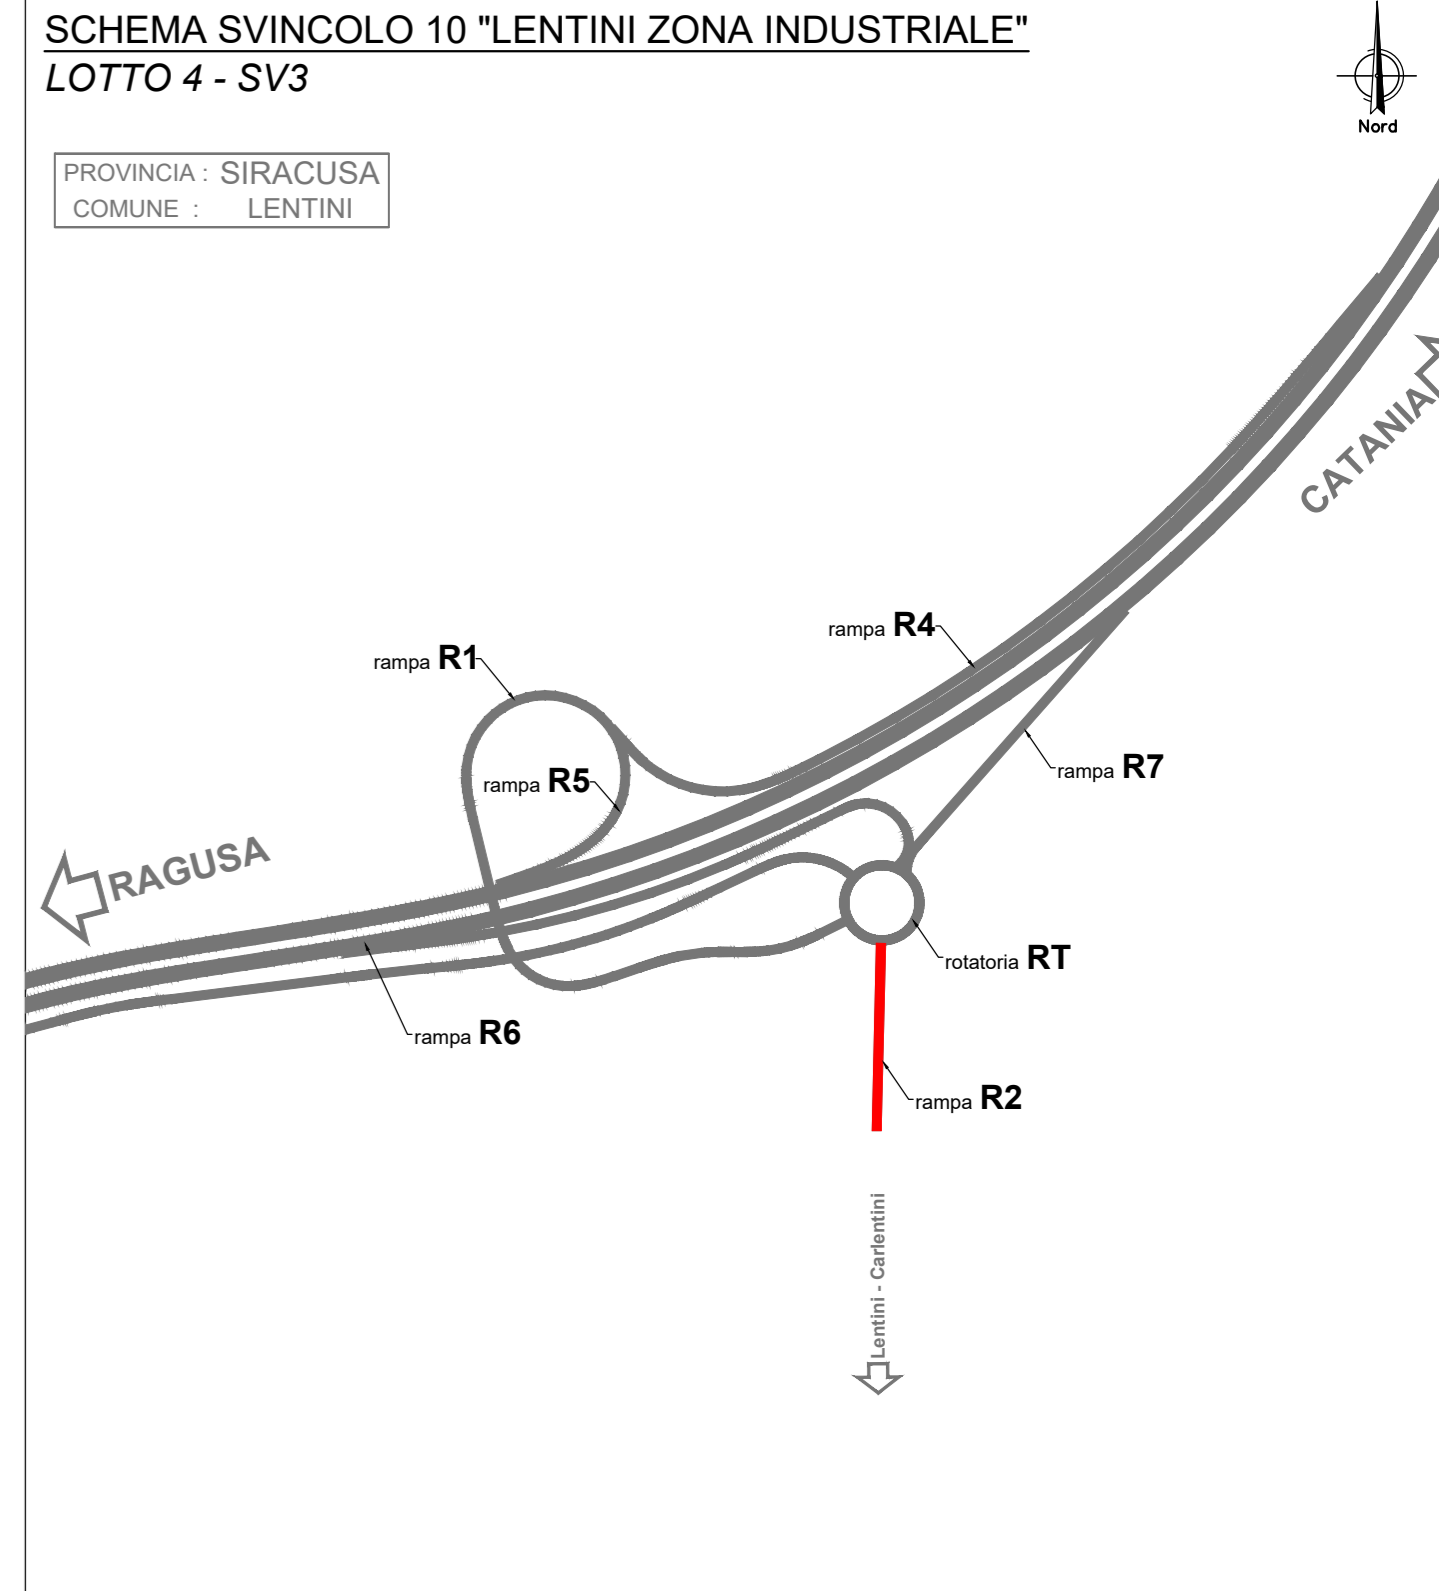 SCHEMA SVINCOLO 10 "LENTINI ZONA INDUSTRIALE"
LOTTO 4 - SV3
Nord
PROVINCIA : SIRACUSA
COMUNE : LENTINI
CATANIA
rampa R4
rampa R1
rampa R7
rampa R5
RAGUSA
rotatoria RT
rampa R6
rampa R2
Lentini - Carlentini